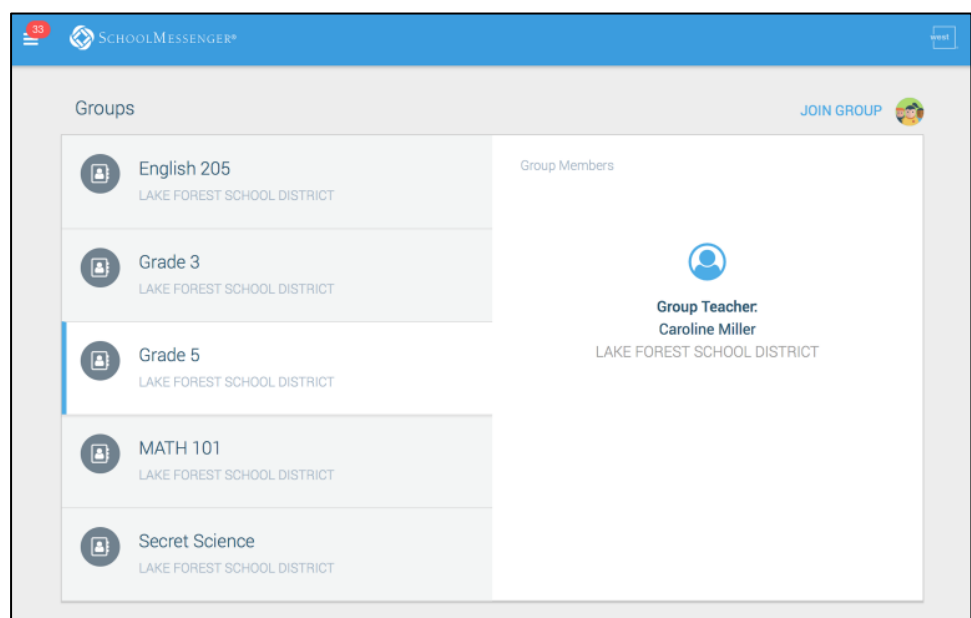 33
SCHOOLMESSENGER®
west
Groups
JOIN GROUP
English 205
LAKE FOREST SCHOOL DISTRICT
Grade 3
LAKE FOREST SCHOOL DISTRICT
Grade 5
LAKE FOREST SCHOOL DISTRICT
MATH 101
LAKE FOREST SCHOOL DISTRICT
Secret Science
LAKE FOREST SCHOOL DISTRICT
Group Members
Group Teacher:
Caroline Miller
LAKE FOREST SCHOOL DISTRICT